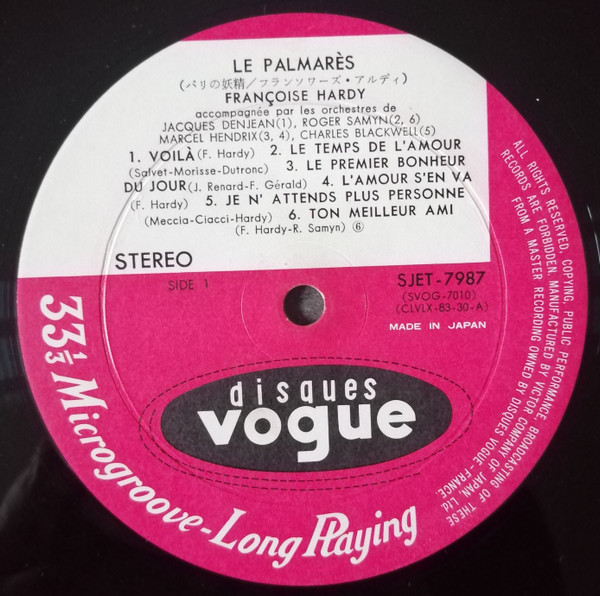 LE PALMARÈS
(パリの妖精/フランソワーズ・アルディ)
FRANÇOISE HARDY
accompagnée par les orchestres de
JACQUES DENJEAN(1), ROGER SAMYN(2, 6)
MARCEL HENDRIX(3, 4), CHARLES BLACKWELL(5)
1. VOILÀ(F. Hardy) 2. LE TEMPS DE L'AMOUR
(Salvet-Morisse-Dutronc) 3. LE PREMIER BONHEUR
DU JOUR(J. Renard-F. Gérald) 4. L'AMOUR S'EN VA
(F. Hardy) 5. JE N' ATTENDS PLUS PERSONNE
(Meccia-Ciacci-Hardy)
6. TON MEILLEUR AMI
(F. Hardy-R. Samyn) ⑥
STEREO
SIDE 1
SJET-7987
(SVOG-7010)
(CLVLX-83-30-A)
MADE IN JAPAN
disques
vogue
33 1/3 Microgroove-Long Playing
ALL RIGHTS RESERVED, COPYING, PUBLIC PERFORMANCE, BROADCASTING OF THESE
RECORDS ARE FORBIDDEN. MANUFACTURED BY VICTOR COMPANY OF JAPAN, Ltd.
FROM A MASTER RECORDING OWNED BY DISQUES VOGUE-FRANCE.